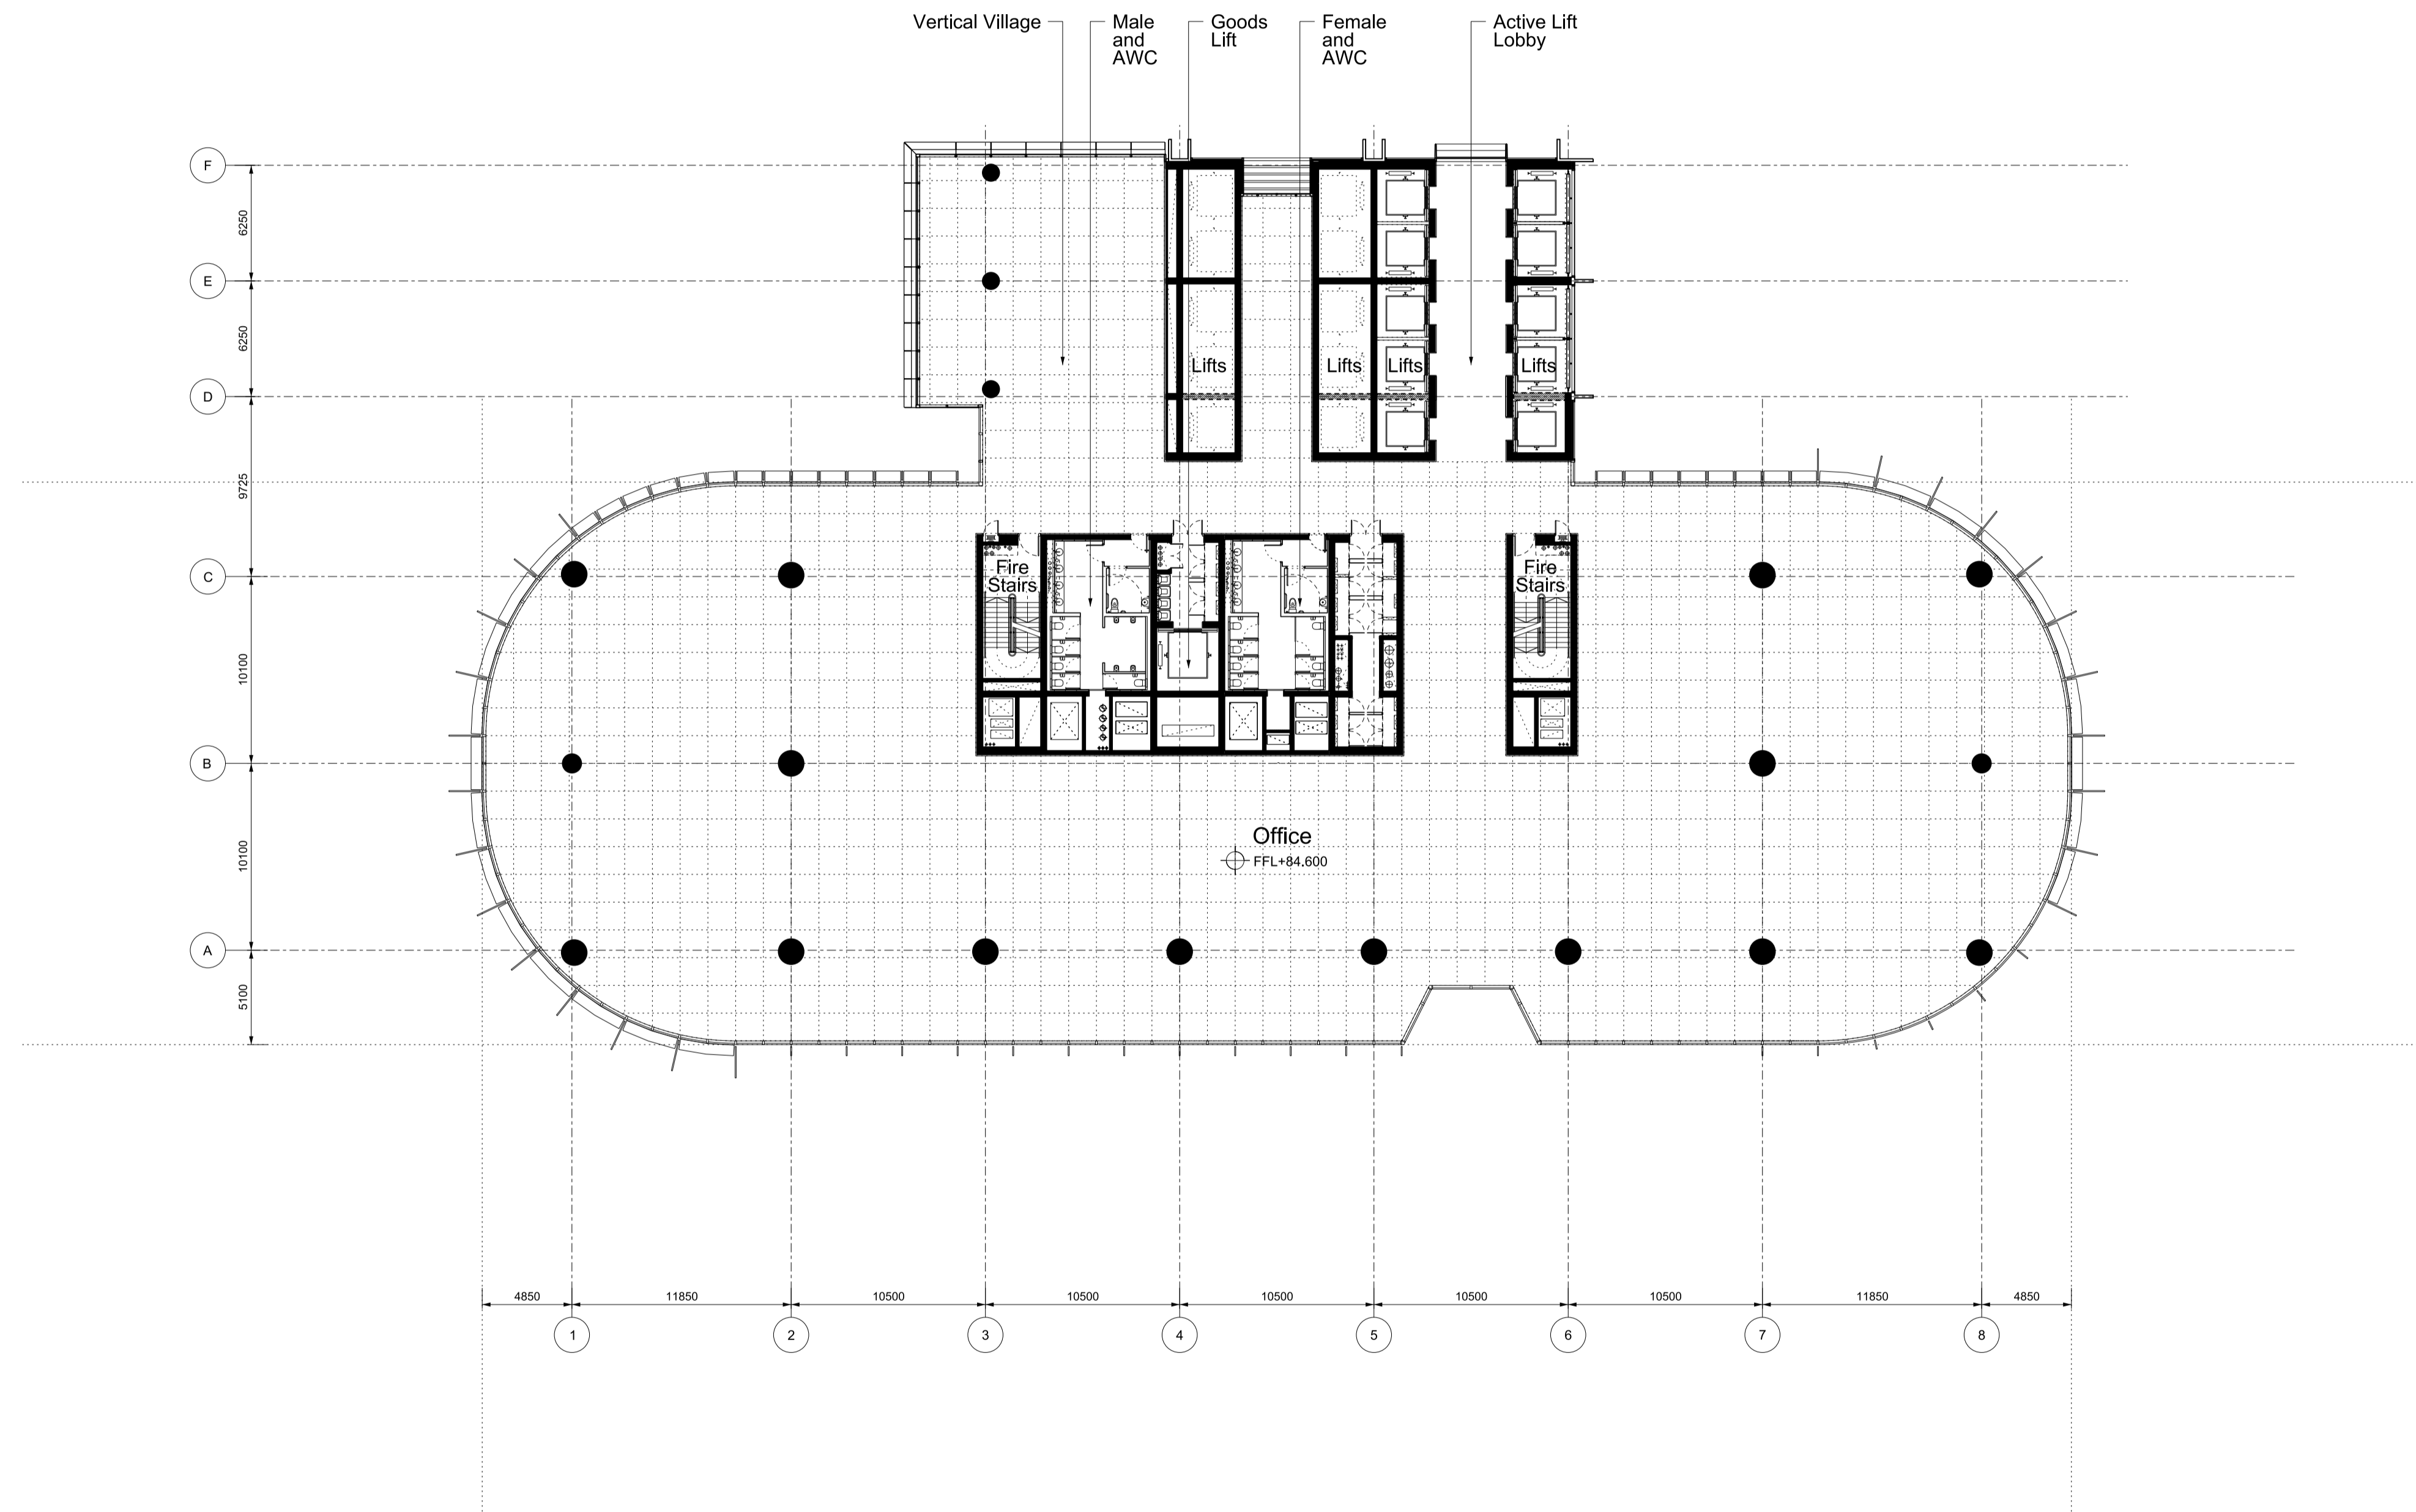 Vertical Village
Male
and
AWC
Goods
Lift
Female
and
AWC
Active Lift
Lobby
F
6250
E
6250
D
9725
C
10100
B
10100
A
5100
Lifts
Lifts
Lifts
Lifts
Fire
Stairs
Fire
Stairs
Office
FFL+84.600
4850
11850
10500
10500
10500
10500
10500
11850
4850
1
2
3
4
5
6
7
8